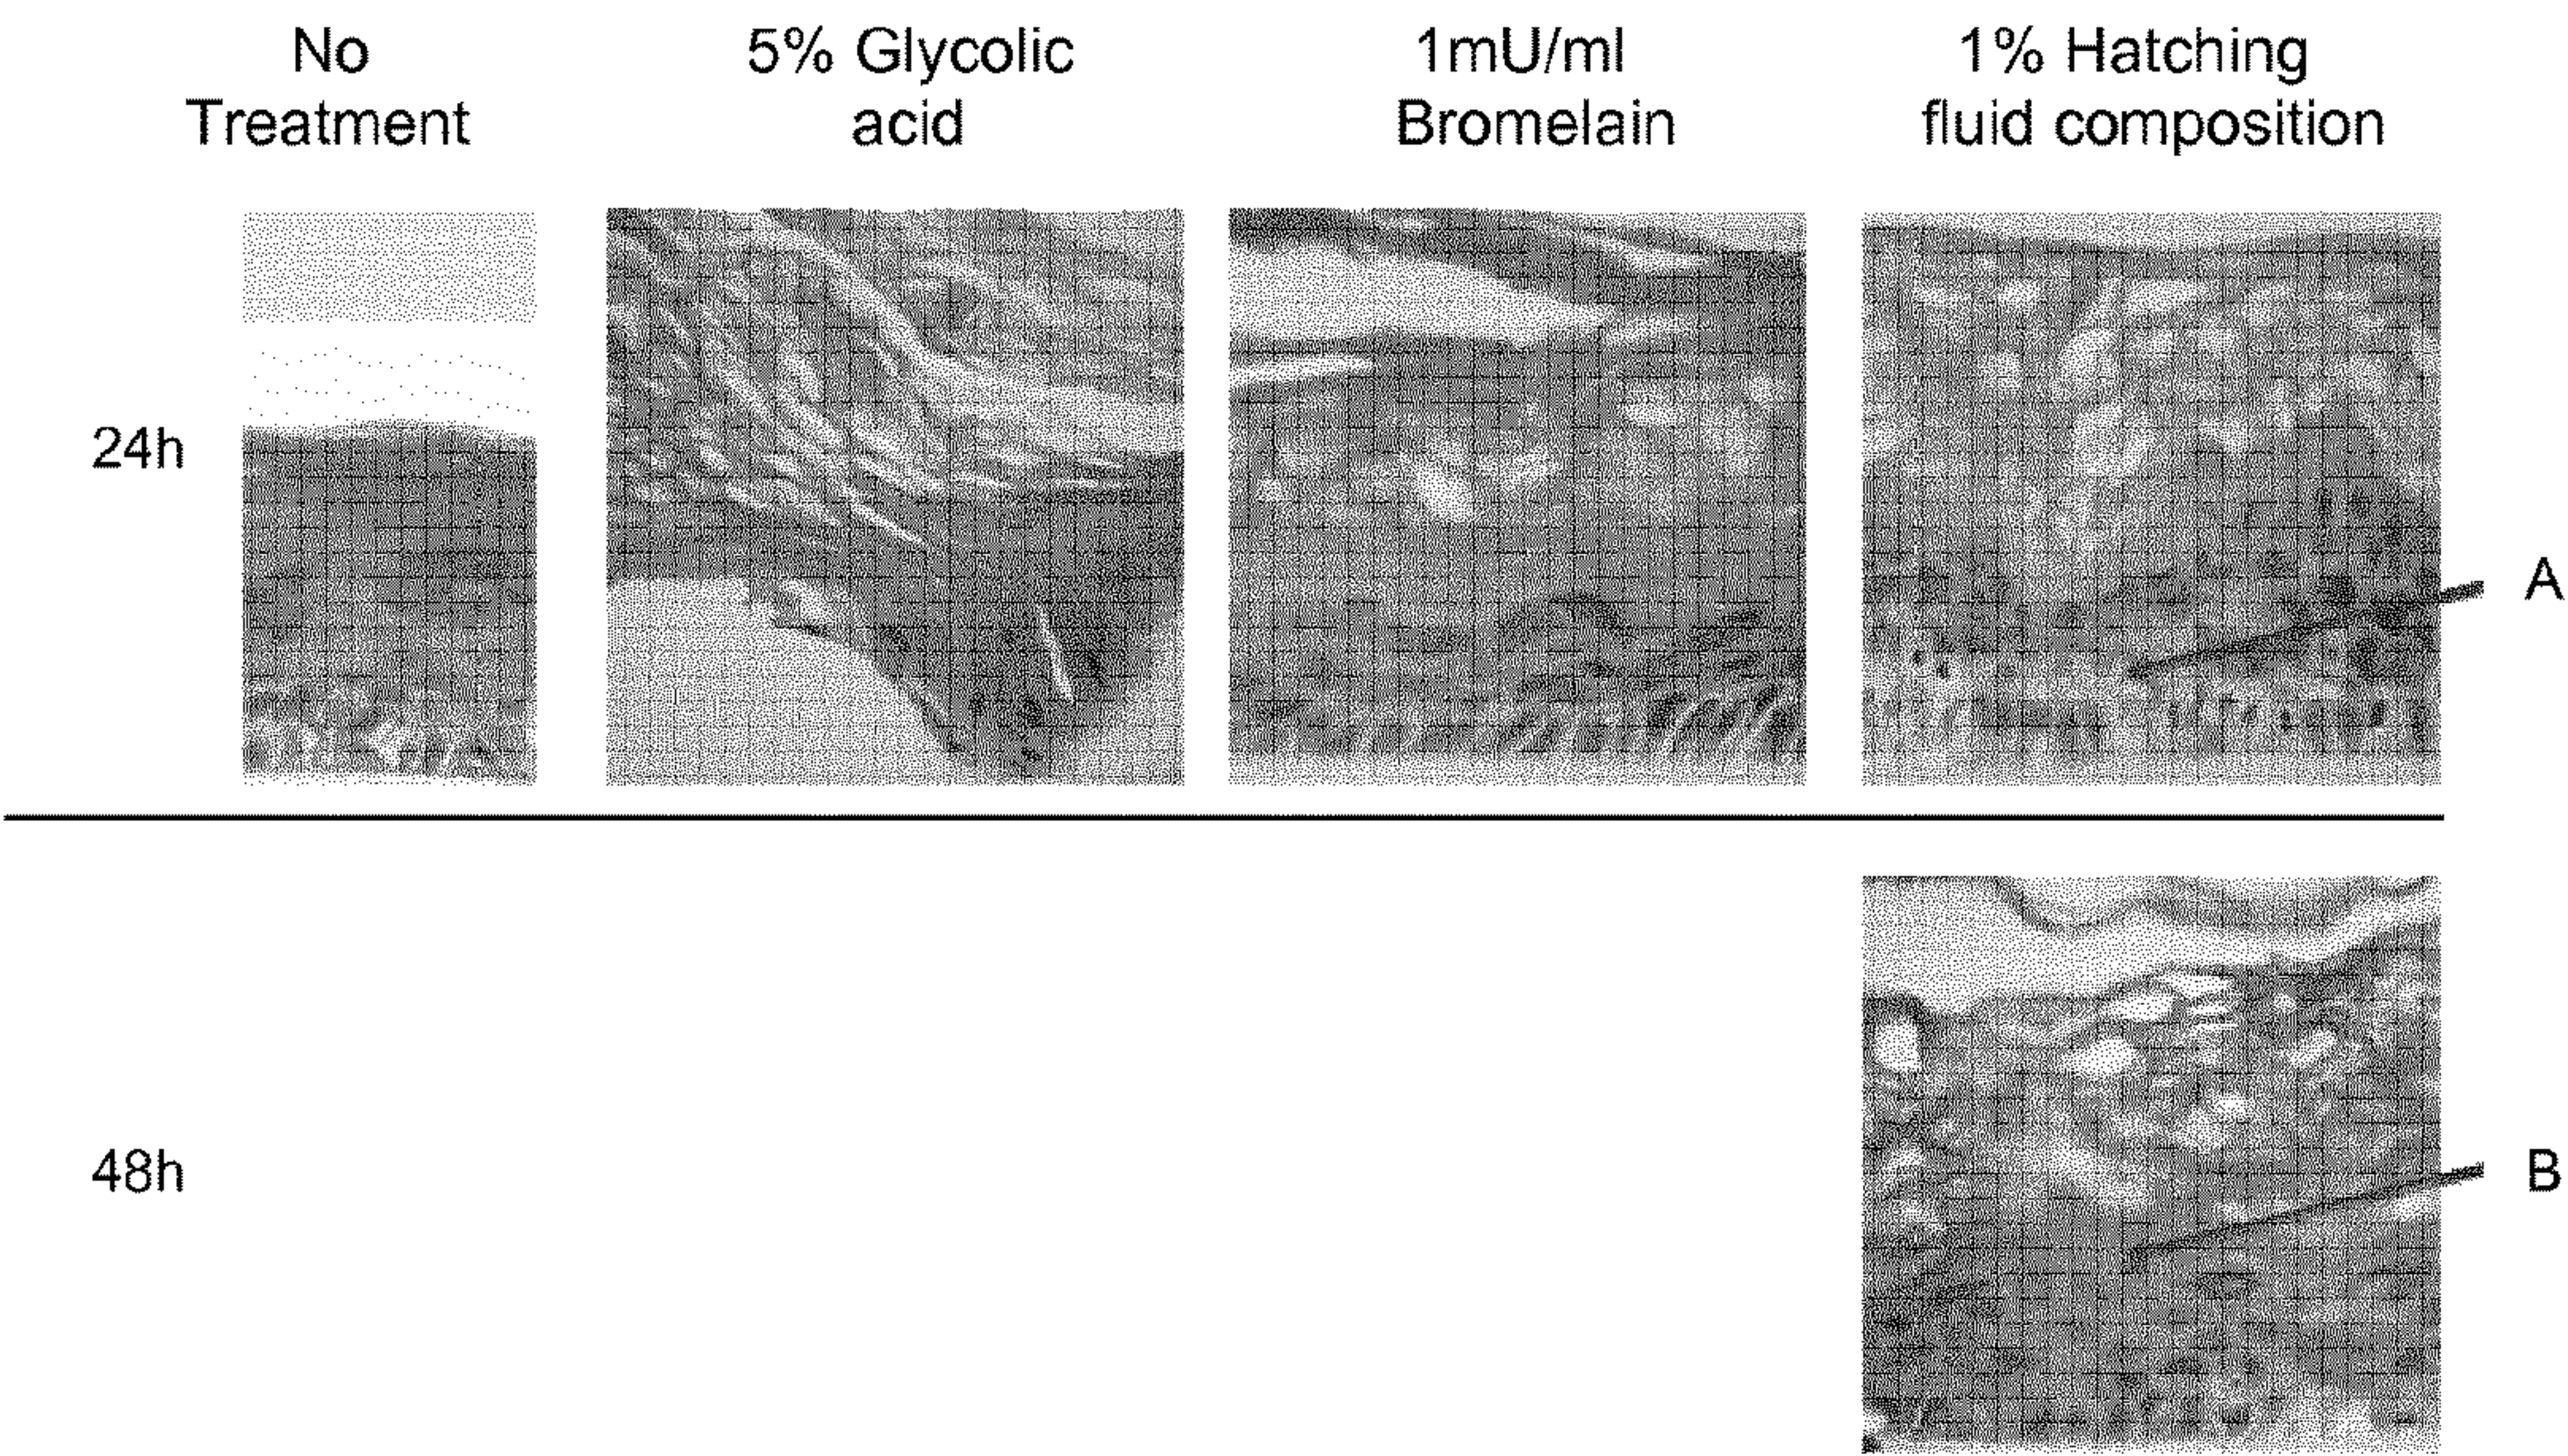 No
Treatment
5% Glycolic
acid
1mU/ml
Bromelain
1% Hatching
fluid composition
24h
A
48h
B